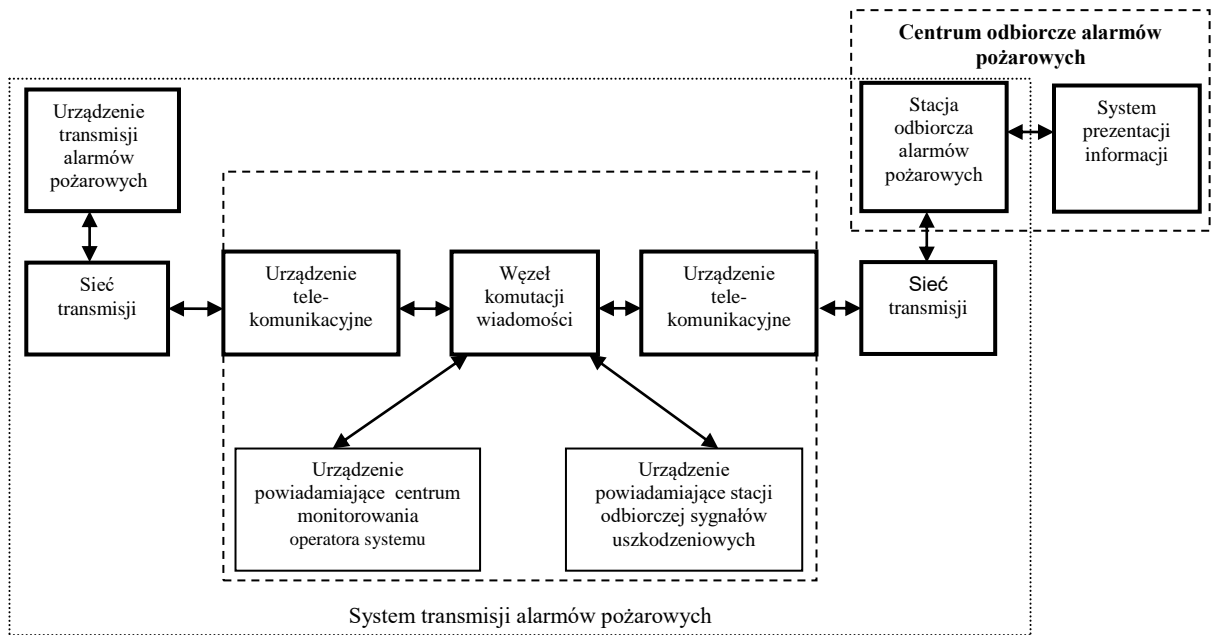 Centrum odbiorcze alarmów
pożarowych
Urządzenie
transmisji
alarmów
pożarowych
Stacja
odbiorcza
alarmów
pożarowych
System
prezentacji
informacji
Sieć
transmisji
Urządzenie
tele-
komunikacyjne
Węzeł
komutacji
wiadomości
Urządzenie
tele-
komunikacyjne
Sieć
transmisji
Urządzenie
powiadamiające centrum
monitorowania
operatora systemu
Urządzenie
powiadamiające stacji
odbiorczej sygnałów
uszkodzeniowych
System transmisji alarmów pożarowych